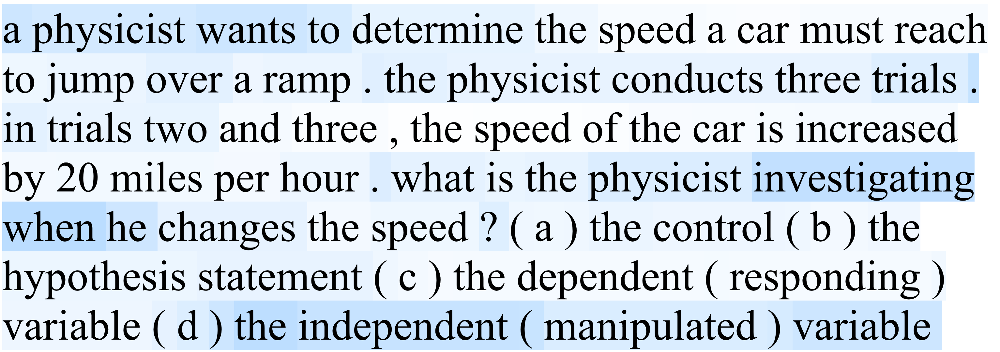 a physicist wants to determine the speed a car must reach
to jump over a ramp . the physicist conducts three trials .
in trials two and three , the speed of the car is increased
by 20 miles per hour . what is the physicist investigating
when he changes the speed ? ( a ) the control ( b ) the
hypothesis statement ( c ) the dependent ( responding )
variable ( d ) the independent ( manipulated ) variable